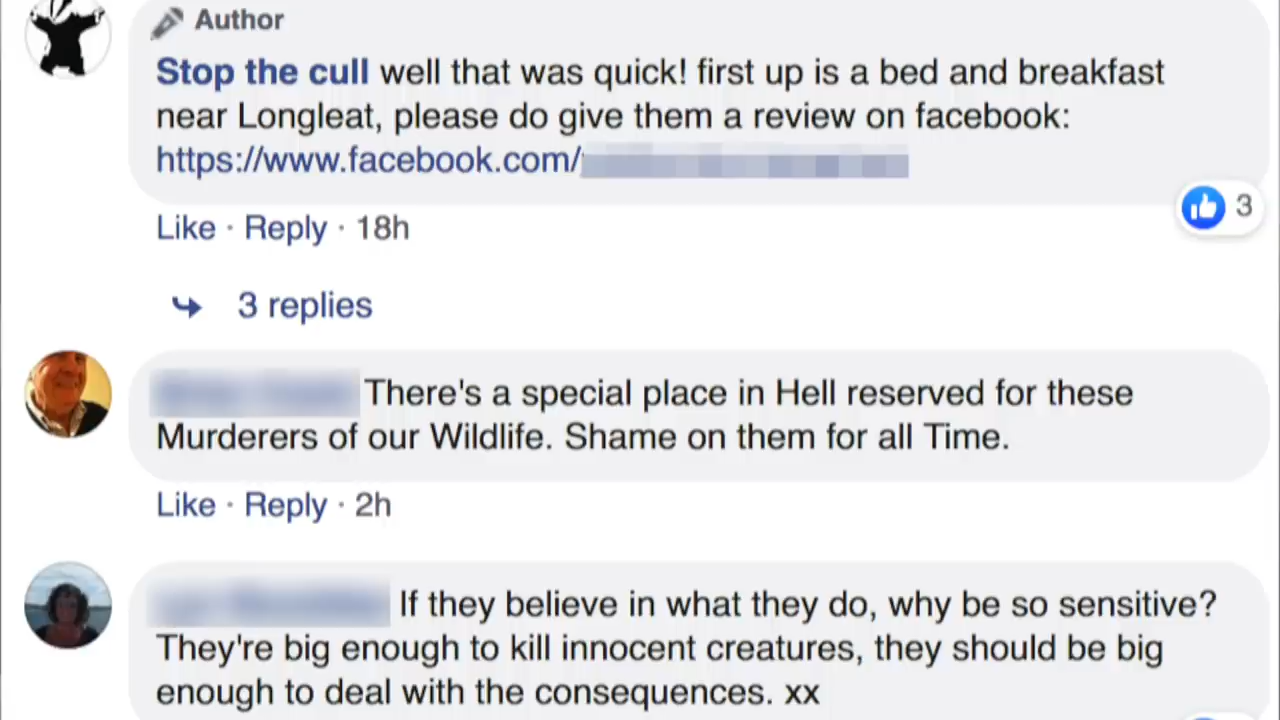 Author
Stop the cull well that was quick! first up is a bed and breakfast
near Longleat, please do give them a review on facebook:
https://www.facebook.com/
Like · Reply · 18h
3
3 replies
There's a special place in Hell reserved for these
Murderers of our Wildlife. Shame on them for all Time.
Like · Reply · 2h
If they believe in what they do, why be so sensitive?
They're big enough to kill innocent creatures, they should be big
enough to deal with the consequences. xx